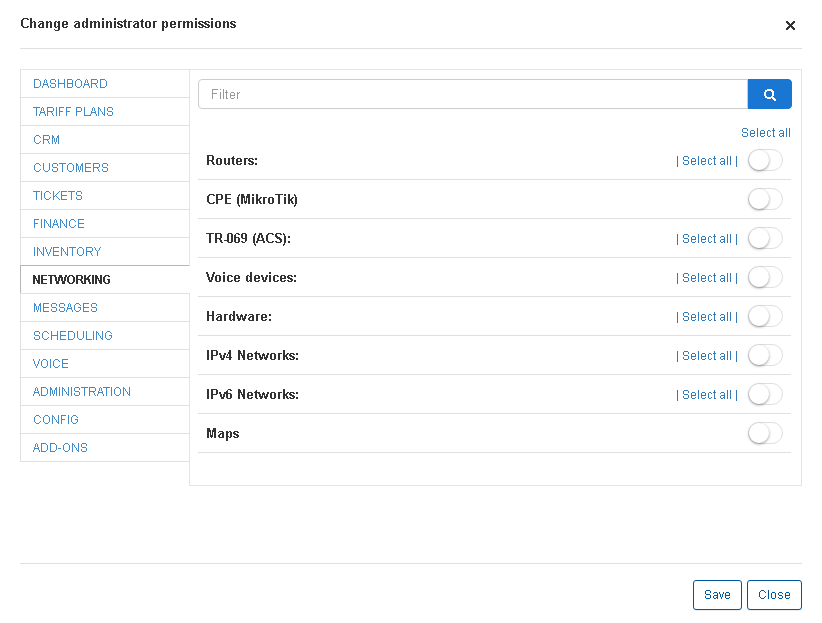 Change administrator permissions
×
DASHBOARD
TARIFF PLANS
CRM
CUSTOMERS
TICKETS
FINANCE
INVENTORY
NETWORKING
MESSAGES
SCHEDULING
VOICE
ADMINISTRATION
CONFIG
ADD-ONS
Filter
Select all
Routers: | Select all |
CPE (MikroTik)
TR-069 (ACS): | Select all |
Voice devices: | Select all |
Hardware: | Select all |
IPv4 Networks: | Select all |
IPv6 Networks: | Select all |
Maps
Save Close